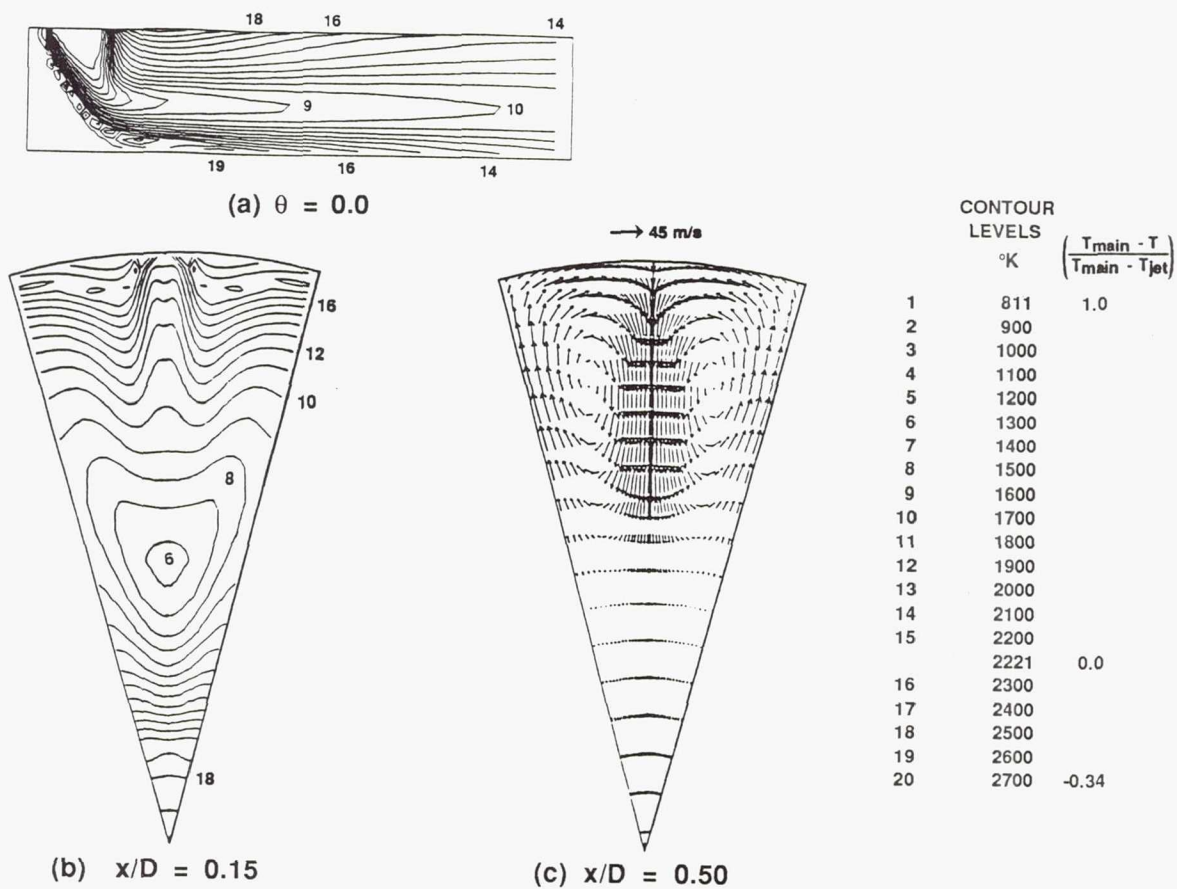 18 16 14
9 10
19 16 14
(a) θ = 0.0
16
12
10
8
6
18
(b) x/D = 0.15
→ 45 m/s
(c) x/D = 0.50
CONTOUR
LEVELS
°K (T_main - T / T_main - T_jet)
1 811 1.0
2 900
3 1000
4 1100
5 1200
6 1300
7 1400
8 1500
9 1600
10 1700
11 1800
12 1900
13 2000
14 2100
15 2200
2221 0.0
16 2300
17 2400
18 2500
19 2600
20 2700 -0.34